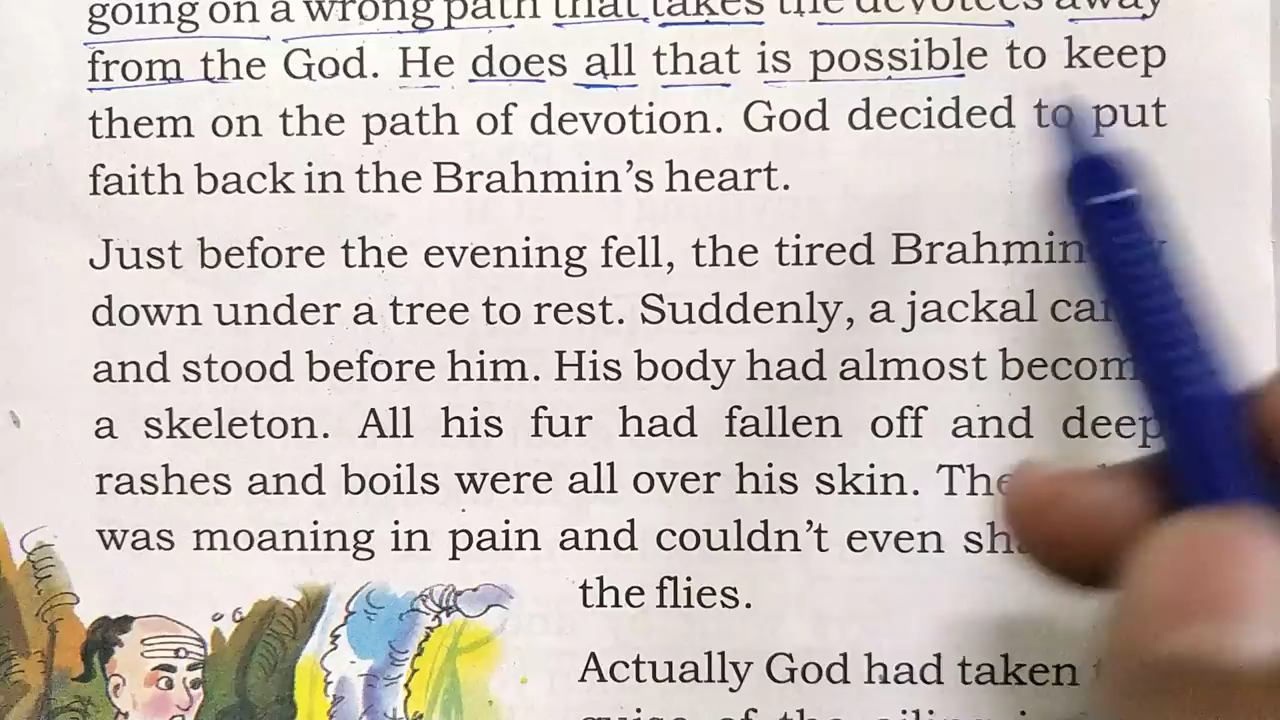 going on a wrong path that takes the devotees away
from the God. He does all that is possible to keep
them on the path of devotion. God decided to put
faith back in the Brahmin's heart.
Just before the evening fell, the tired Brahmin
down under a tree to rest. Suddenly, a jackal
and stood before him. His body had almost
a skeleton. All his fur had fallen off and deep
rashes and boils were all over his skin.
was moaning in pain and couldn't even
the flies.
Actually God had taken